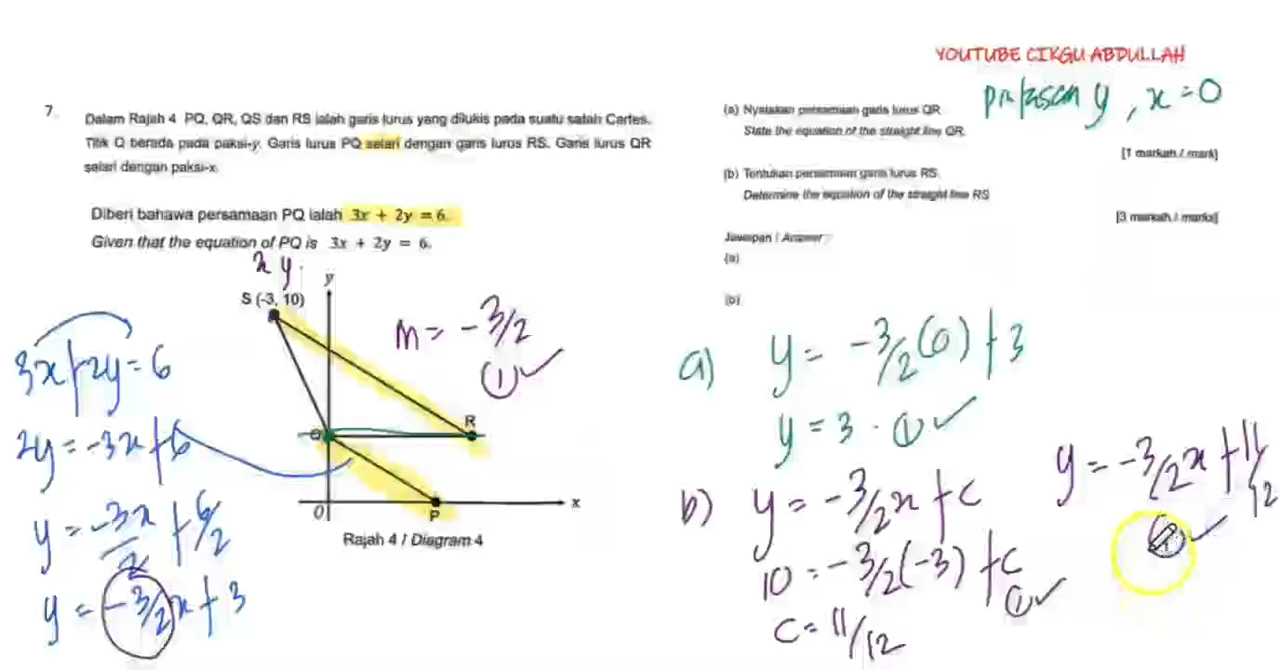 YOUTUBE CIKGU ABDULLAH
7.
Dalam Rajah 4 PQ, QR, QS dan RS ialah garis lurus yang dilukis pada suatu satah Cartes.
Titik Q berada pada paksi-y. Garis lurus PQ selari dengan garis lurus RS. Garis lurus QR
selari dengan paksi-x.
Diberi bahawa persamaan PQ ialah 3x + 2y = 6.
Given that the equation of PQ is 3x + 2y = 6.
x y
y
S (-3, 10)
R
Q
O
P
x
Rajah 4 / Diagram 4
m = -3/2
① ✓
3x + 2y = 6
2y = -3x + 6
y = -3x/2 + 6/2
y = -3/2 x + 3
y, x = 0
(a) Nyatakan persamaan garis lurus QR.
State the equation of the straight line QR.
[1 markah / mark]
(b) Tentukan persamaan garis lurus RS.
Determine the equation of the straight line RS
[3 markah / marks]
Jawapan / Answer :
(a)
(b)
a) y = -3/2(0) + 3
y = 3 . ① ✓
b) y = -3/2 x + c
10 = -3/2(-3) + c
① ✓
c = 11/12
y = -3/2 x + 11/12
✓